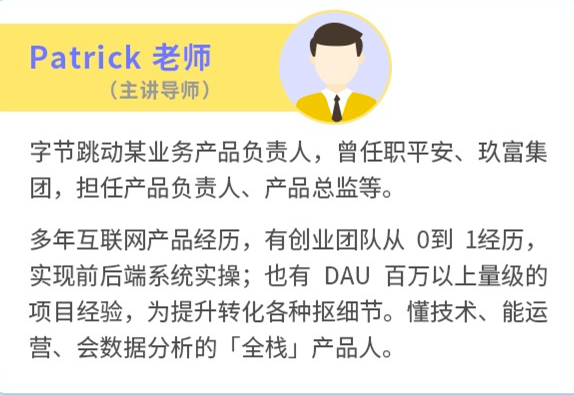 Patrick 老师
（主讲导师）
字节跳动某业务产品负责人，曾任职平安、玖富集
团，担任产品负责人、产品总监等。
多年互联网产品经历，有创业团队从 0到 1经历，
实现前后端系统实操；也有 DAU 百万以上量级的
项目经验，为提升转化各种抠细节。懂技术、能运
营、会数据分析的「全栈」产品人。